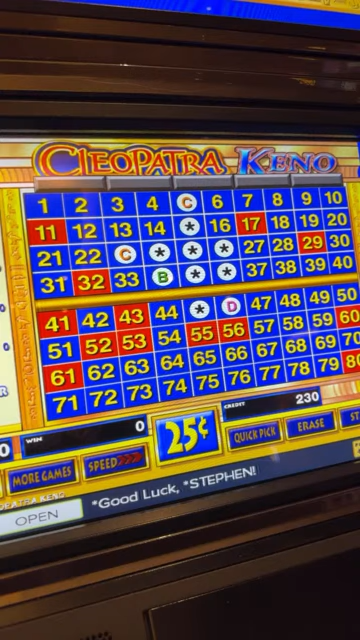 CLEOPATRA KENO
1 2 3 4 C 6 7 8 9 10
11 12 13 14 * 16 17 18 19 20
21 22 C * * * 27 28 29 30
31 32 33 B * * 37 38 39 40
41 42 43 44 * D 47 48 49 50
51 52 53 54 55 56 57 58 59 60
61 62 63 64 65 66 67 68 69 70
71 72 73 74 75 76 77 78 79 80
0 WIN 0 25¢ CREDIT 230
MORE GAMES SPEED>>> QUICK PICK ERASE ST
KENO
OPEN *Good Luck, *STEPHEN!